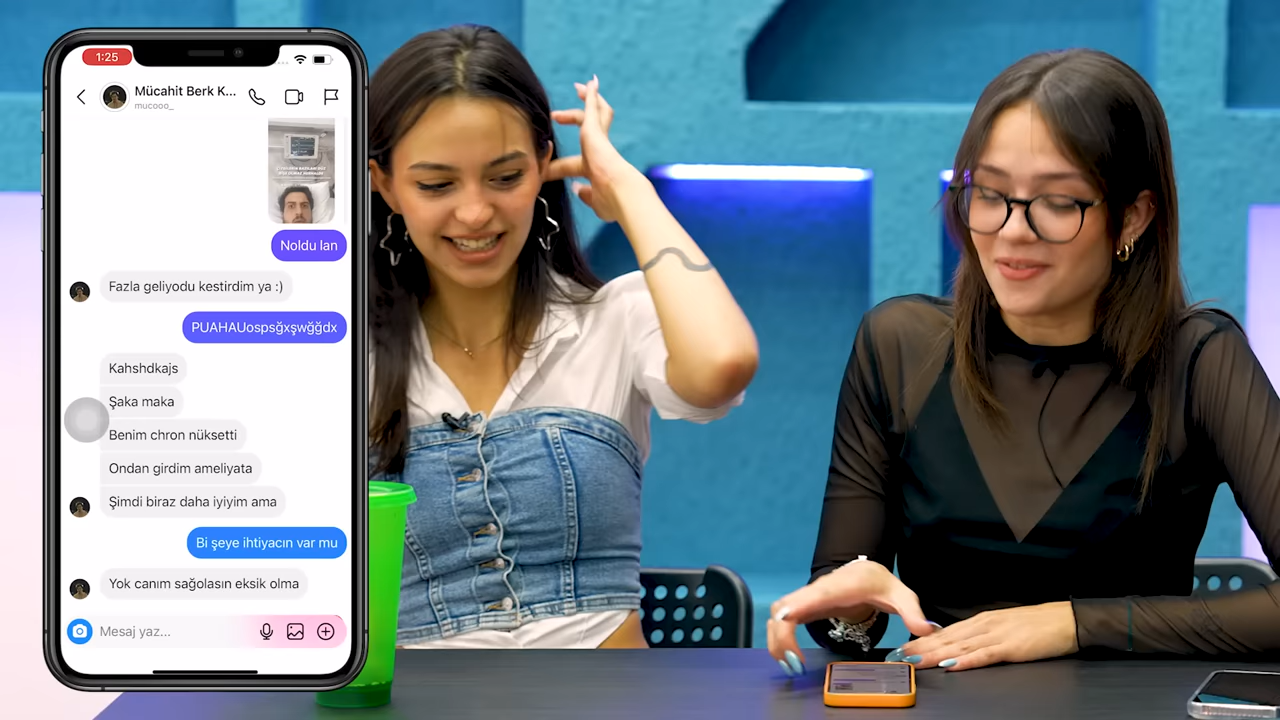 1:25
Mücahit Berk K...
mucooo_
Noldu lan
Fazla geliyodu kestirdim ya :)
PUAHAUospsğxşwğğdx
Kahshdkajs
Şaka maka
Benim chron nüksetti
Ondan girdim ameliyata
Şimdi biraz daha iyiyim ama
Bi şeye ihtiyacın var mu
Yok canım sağolasın eksik olma
Mesaj yaz...